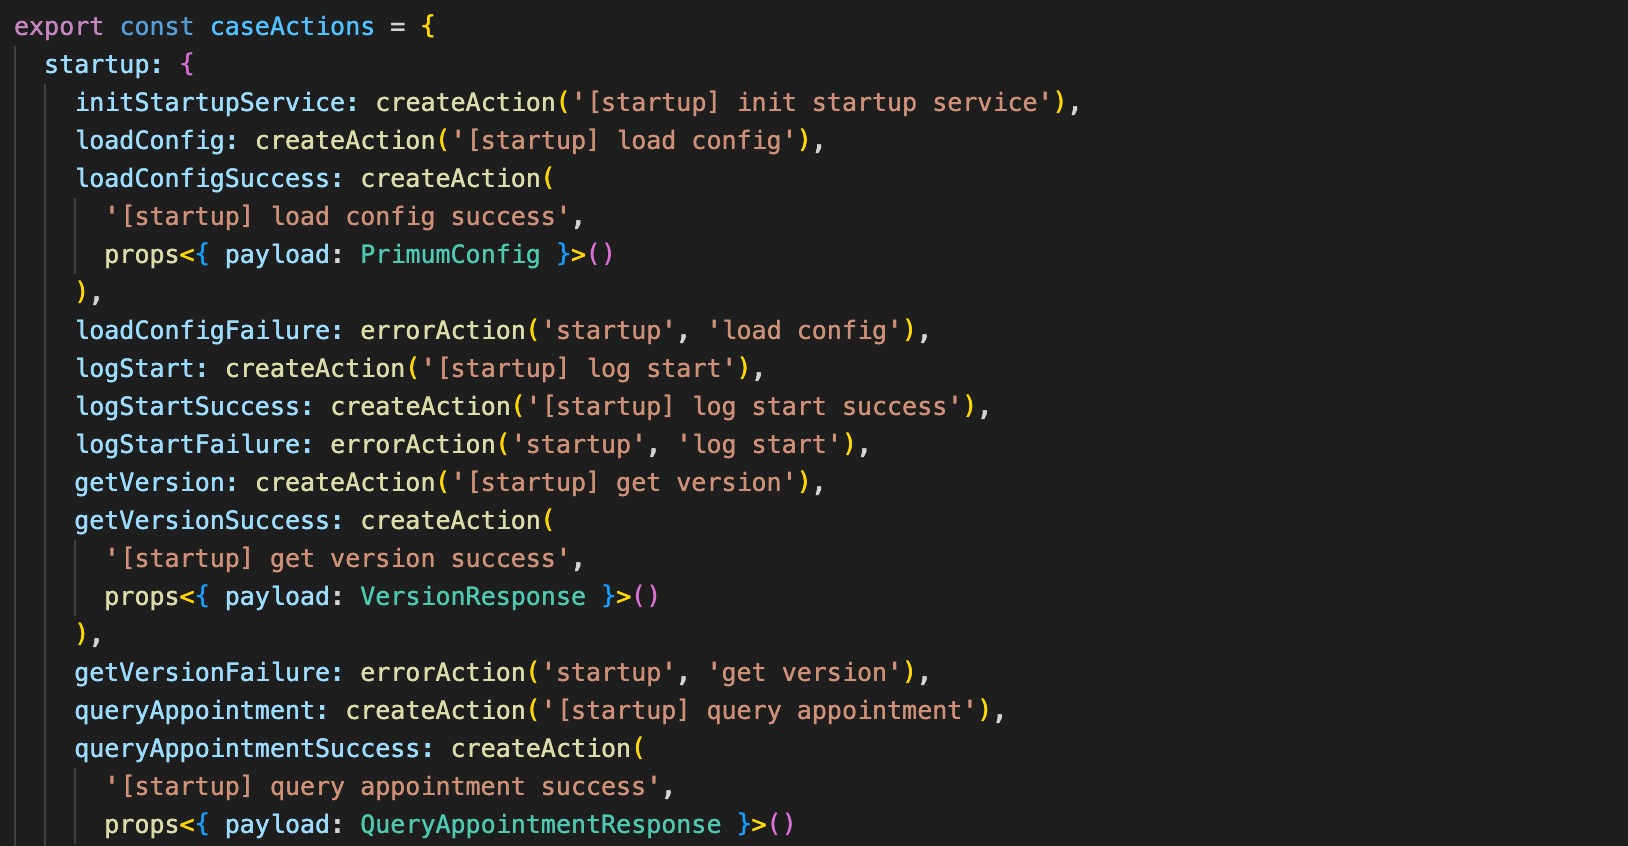 export const caseActions = {
  startup: {
    initStartupService: createAction('[startup] init startup service'),
    loadConfig: createAction('[startup] load config'),
    loadConfigSuccess: createAction(
      '[startup] load config success',
      props<{ payload: PrimumConfig }>()
    ),
    loadConfigFailure: errorAction('startup', 'load config'),
    logStart: createAction('[startup] log start'),
    logStartSuccess: createAction('[startup] log start success'),
    logStartFailure: errorAction('startup', 'log start'),
    getVersion: createAction('[startup] get version'),
    getVersionSuccess: createAction(
      '[startup] get version success',
      props<{ payload: VersionResponse }>()
    ),
    getVersionFailure: errorAction('startup', 'get version'),
    queryAppointment: createAction('[startup] query appointment'),
    queryAppointmentSuccess: createAction(
      '[startup] query appointment success',
      props<{ payload: QueryAppointmentResponse }>()